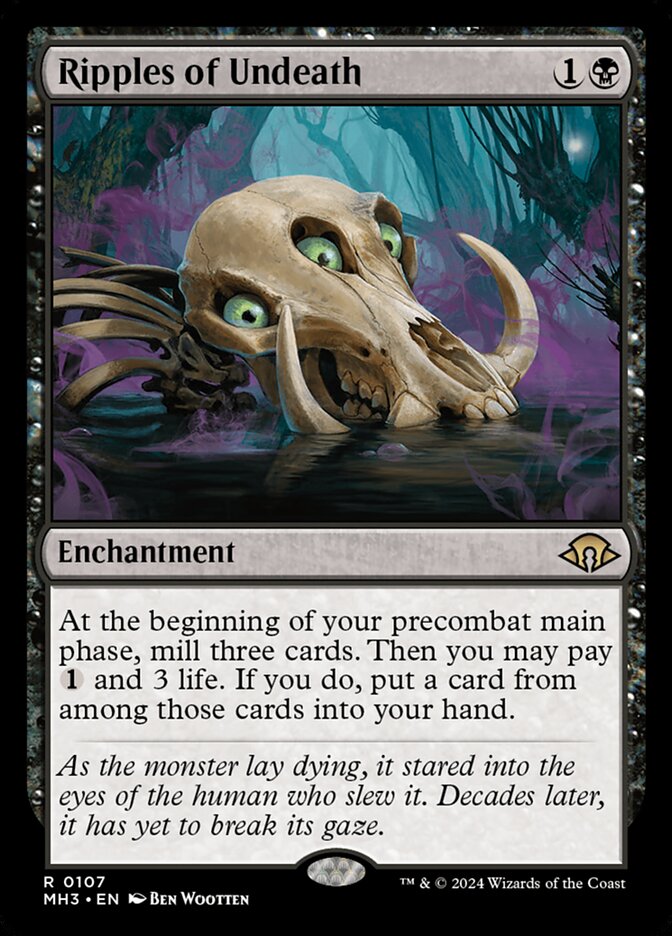 Ripples of Undeath 1
Enchantment
At the beginning of your precombat main
phase, mill three cards. Then you may pay
1 and 3 life. If you do, put a card from
among those cards into your hand.
As the monster lay dying, it stared into the
eyes of the human who slew it. Decades later,
it has yet to break its gaze.
R 0107
MH3 • EN Ben Wootten
™ & © 2024 Wizards of the Coast